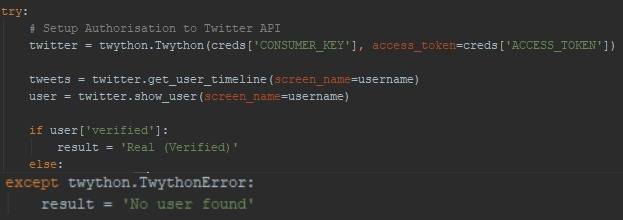 try:
# Setup Authorisation to Twitter API
twitter = twython.Twython(creds['CONSUMER_KEY'], access_token=creds['ACCESS_TOKEN'])
tweets = twitter.get_user_timeline(screen_name=username)
user = twitter.show_user(screen_name=username)
if user['verified']:
result = 'Real (Verified)'
else:
except twython.TwythonError:
result = 'No user found'